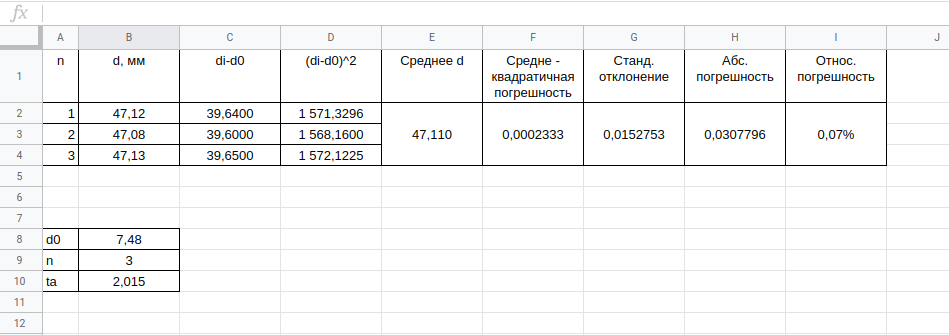 fx
A B C D E F G H I J
1 n d, мм di-d0 (di-d0)^2 Среднее d Средне - Станд. Абс. Относ.
квадратичная отклонение погрешность погрешность
погрешность
2 1 47,12 39,6400 1 571,3296
3 2 47,08 39,6000 1 568,1600 47,110 0,0002333 0,0152753 0,0307796 0,07%
4 3 47,13 39,6500 1 572,1225
5
6
7
8 d0 7,48
9 n 3
10 ta 2,015
11
12